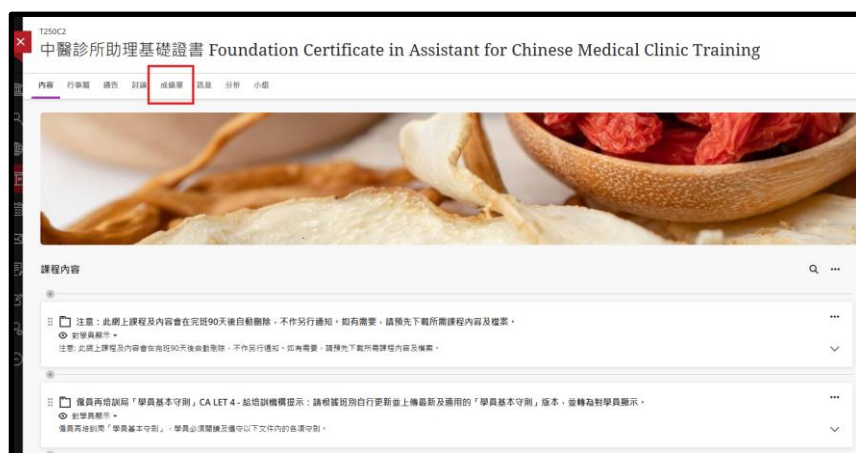 T250C2
中醫診所助理基礎證書 Foundation Certificate in Assistant for Chinese Medical Clinic Training
內容 行事曆 通告 討論 成績單 訊息 分析 小組
課程內容
注意：此網上課程及內容會在完班90天後自動刪除，不作另行通知。如有需要，請預先下載所需課程內容及檔案。
對學員顯示
注意: 此網上課程及內容會在完班90天後自動刪除，不作另行通知。如有需要，請預先下載所需課程內容及檔案。
僱員再培訓局「學員基本守則」CA LET 4 - 給培訓機構提示：請根據班別自行更新並上傳最新及適用的「學員基本守則」版本，並轉為對學員顯示。
對學員顯示
僱員再培訓局「學員基本守則」，學員必須閱讀及遵守以下文件內的各項守則。